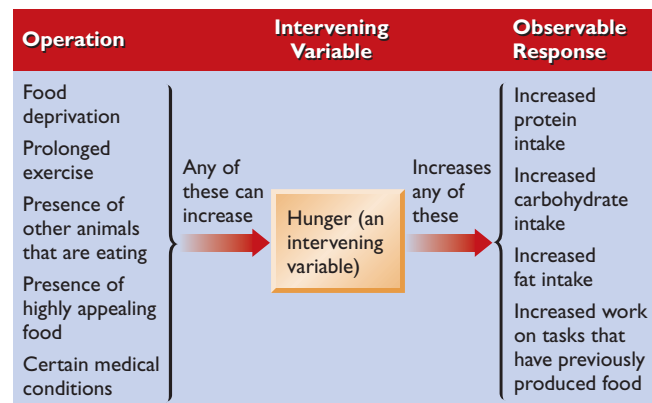 Operation
Intervening
Variable
Observable
Response
Food
deprivation
Prolonged
exercise
Presence of
other animals
that are eating
Presence of
highly appealing
food
Certain medical
conditions
Any of
these can
increase
Hunger (an
intervening
variable)
Increases
any of
these
Increased
protein
intake
Increased
carbohydrate
intake
Increased
fat intake
Increased work
on tasks that
have previously
produced food